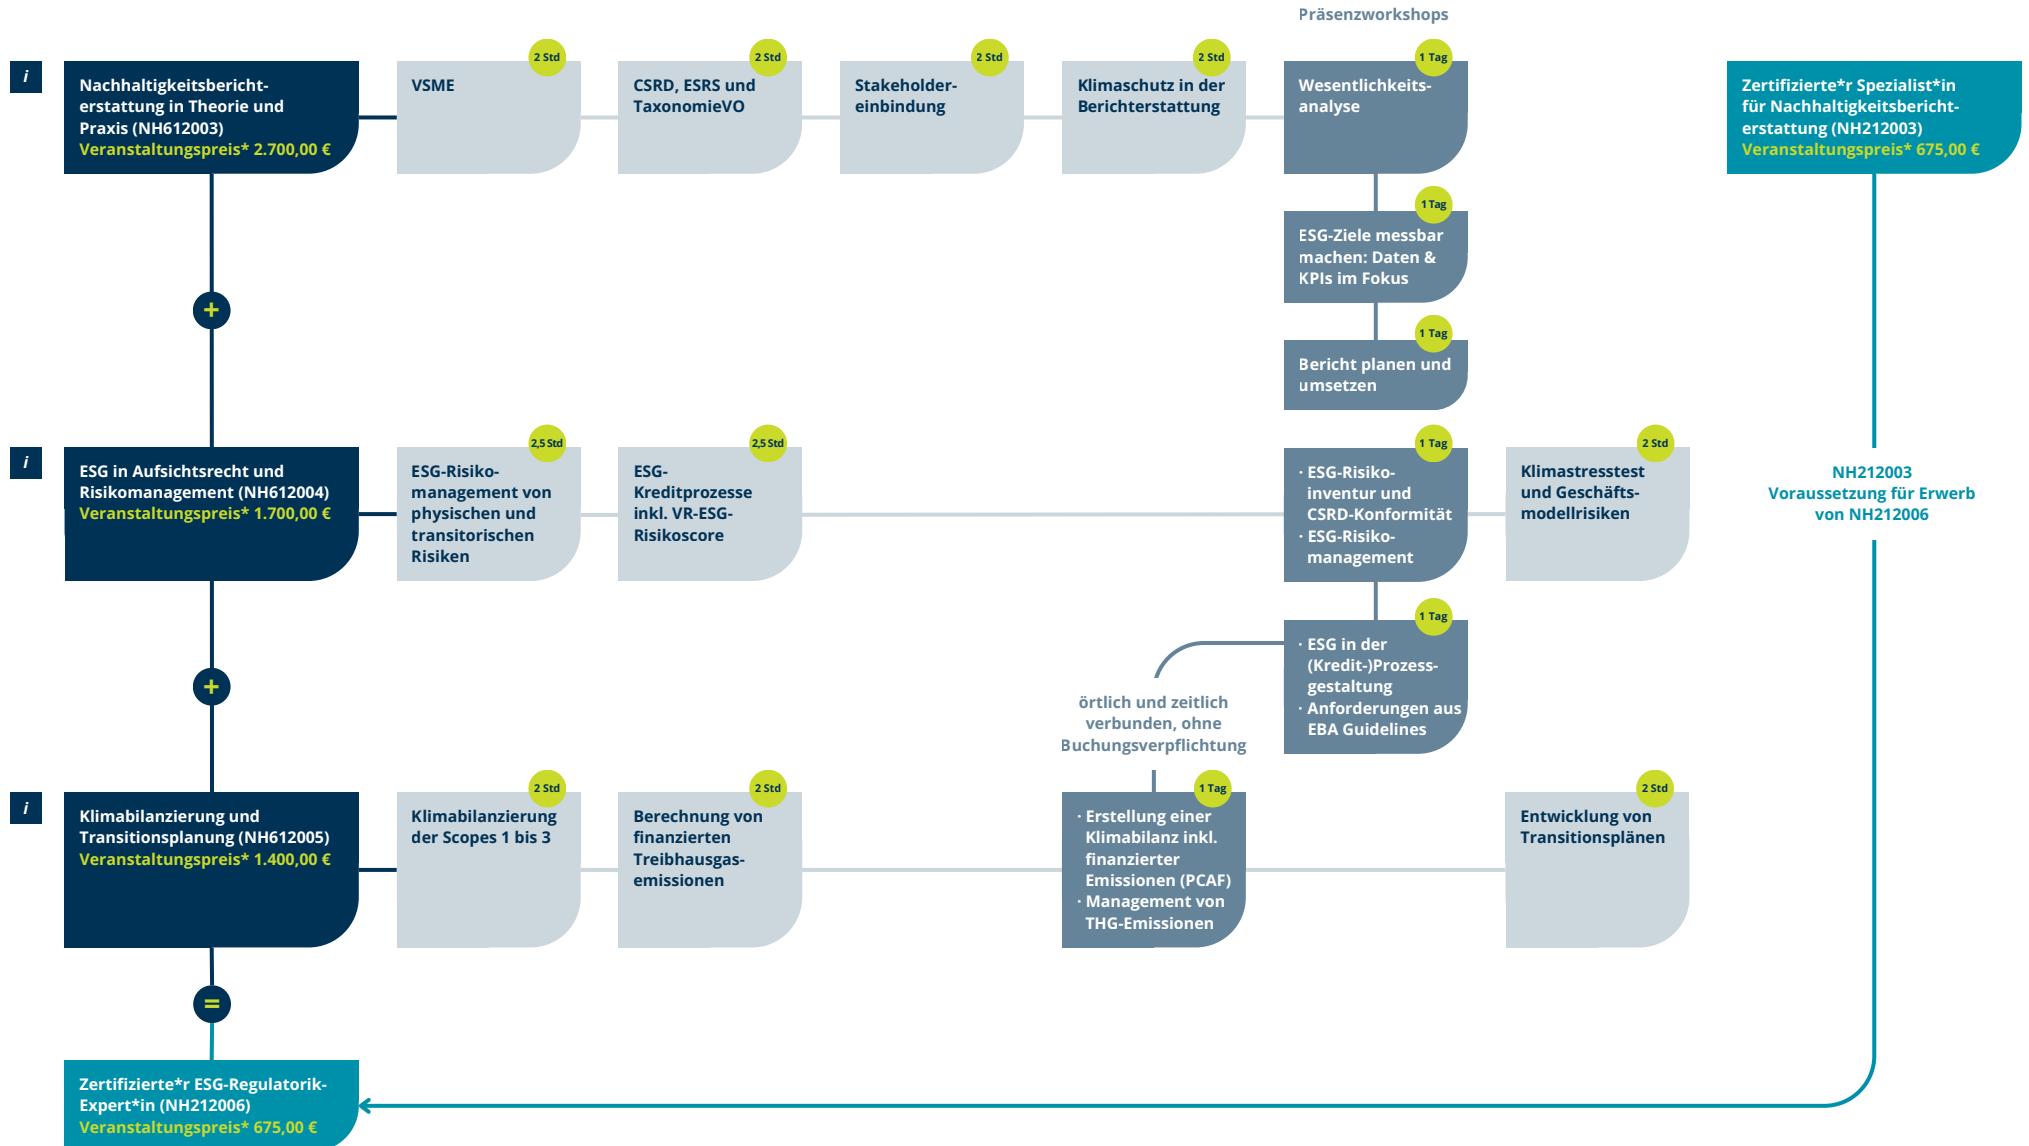 Präsenzworkshops
i
Nachhaltigkeitsbericht-
erstattung in Theorie und
Praxis (NH612003)
Veranstaltungspreis* 2.700,00 €
2 Std
VSME
2 Std
CSRD, ESRS und
TaxonomieVO
2 Std
Stakeholder-
einbindung
2 Std
Klimaschutz in der
Berichterstattung
1 Tag
Wesentlichkeits-
analyse
Zertifizierte*r Spezialist*in
für Nachhaltigkeitsbericht-
erstattung (NH212003)
Veranstaltungspreis* 675,00 €
1 Tag
ESG-Ziele messbar
machen: Daten &
KPIs im Fokus
+
1 Tag
Bericht planen und
umsetzen
i
ESG in Aufsichtsrecht und
Risikomanagement (NH612004)
Veranstaltungspreis* 1.700,00 €
2,5 Std
ESG-Risiko-
management von
physischen und
transitorischen
Risiken
2,5 Std
ESG-
Kreditprozesse
inkl. VR-ESG-
Risikoscore
1 Tag
· ESG-Risiko-
inventur und
CSRD-Konformität
· ESG-Risiko-
management
2 Std
Klimastresstest
und Geschäfts-
modellrisiken
NH212003
Voraussetzung für Erwerb
von NH212006
1 Tag
· ESG in der
(Kredit-)Prozess-
gestaltung
· Anforderungen aus
EBA Guidelines
+
örtlich und zeitlich
verbunden, ohne
Buchungsverpflichtung
i
Klimabilanzierung und
Transitionsplanung (NH612005)
Veranstaltungspreis* 1.400,00 €
2 Std
Klimabilanzierung
der Scopes 1 bis 3
2 Std
Berechnung von
finanzierten
Treibhausgas-
emissionen
1 Tag
· Erstellung einer
Klimabilanz inkl.
finanzierter
Emissionen (PCAF)
· Management von
THG-Emissionen
2 Std
Entwicklung von
Transitionsplänen
=
Zertifizierte*r ESG-Regulatorik-
Expert*in (NH212006)
Veranstaltungspreis* 675,00 €